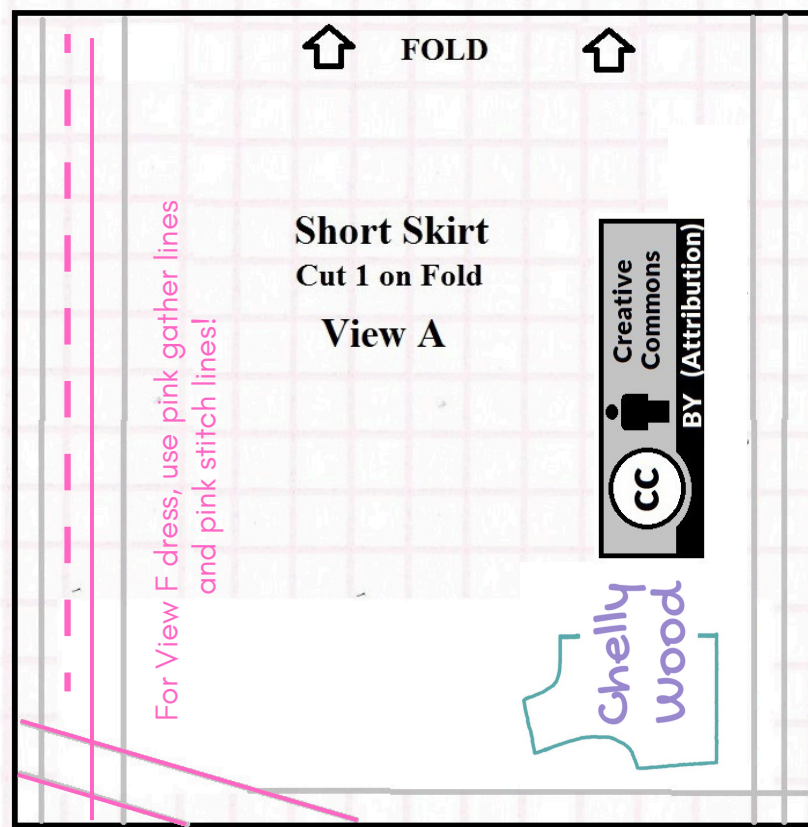 FOLD
Short Skirt
Cut 1 on Fold
View A
For View F dress, use pink gather lines
and pink stitch lines!
Creative
Commons
BY (Attribution)
CC
Chelly
Wood